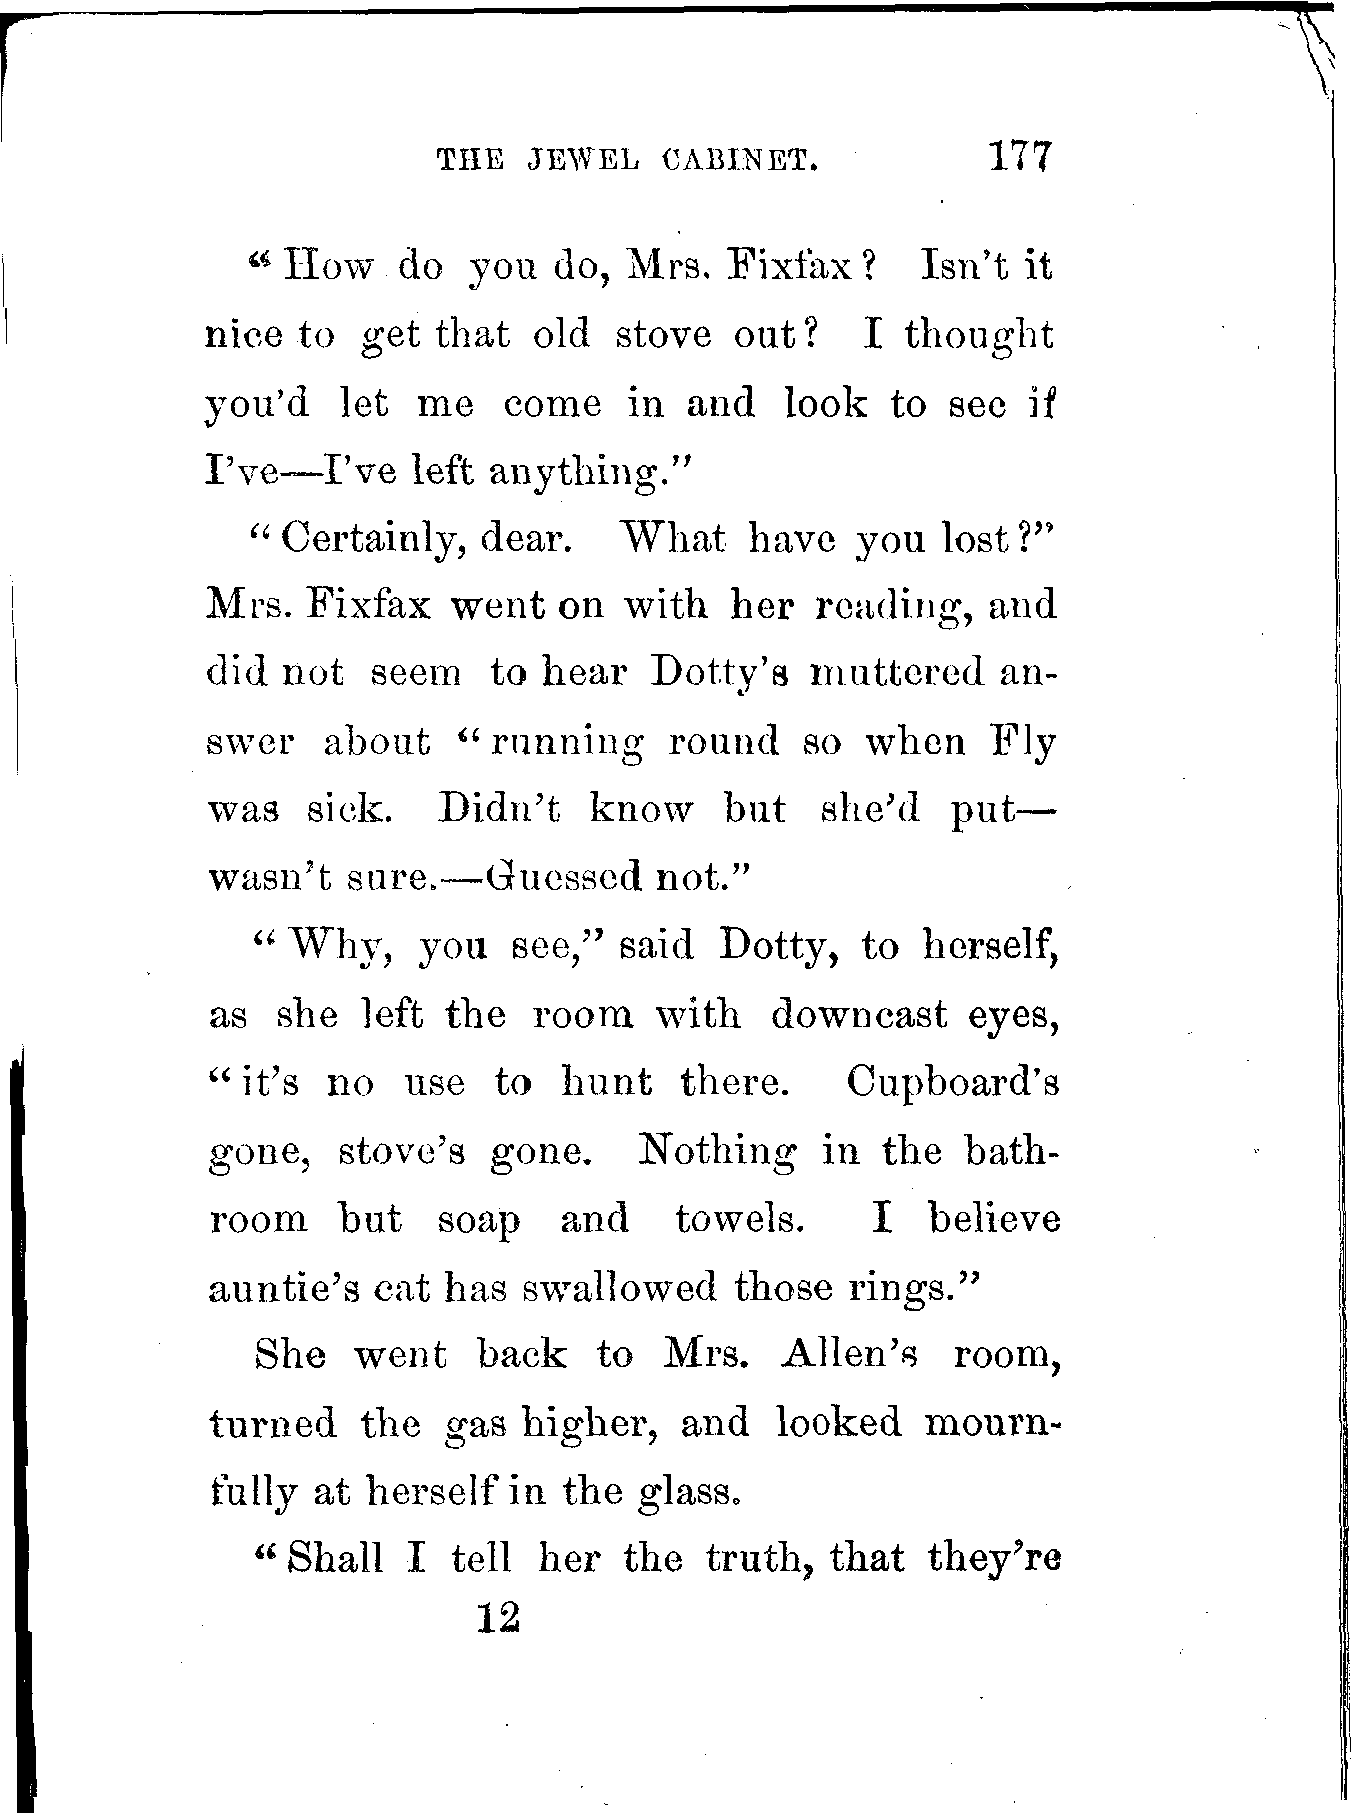 THE JEWEL CABINET. 177
“How do you do, Mrs. Fixfax? Isn't it
nice to get that old stove out? I thought
you'd let me come in and look to see if
I've—I've left anything.”
“Certainly, dear. What have you lost?”
Mrs. Fixfax went on with her reading, and
did not seem to hear Dotty's muttered an-
swer about “running round so when Fly
was sick. Didn't know but she'd put—
wasn't sure.—Guessed not.”
“Why, you see,” said Dotty, to herself,
as she left the room with downcast eyes,
“it's no use to hunt there. Cupboard's
gone, stove's gone. Nothing in the bath-
room but soap and towels. I believe
auntie's cat has swallowed those rings.”
She went back to Mrs. Allen's room,
turned the gas higher, and looked mourn-
fully at herself in the glass.
“Shall I tell her the truth, that they're
12